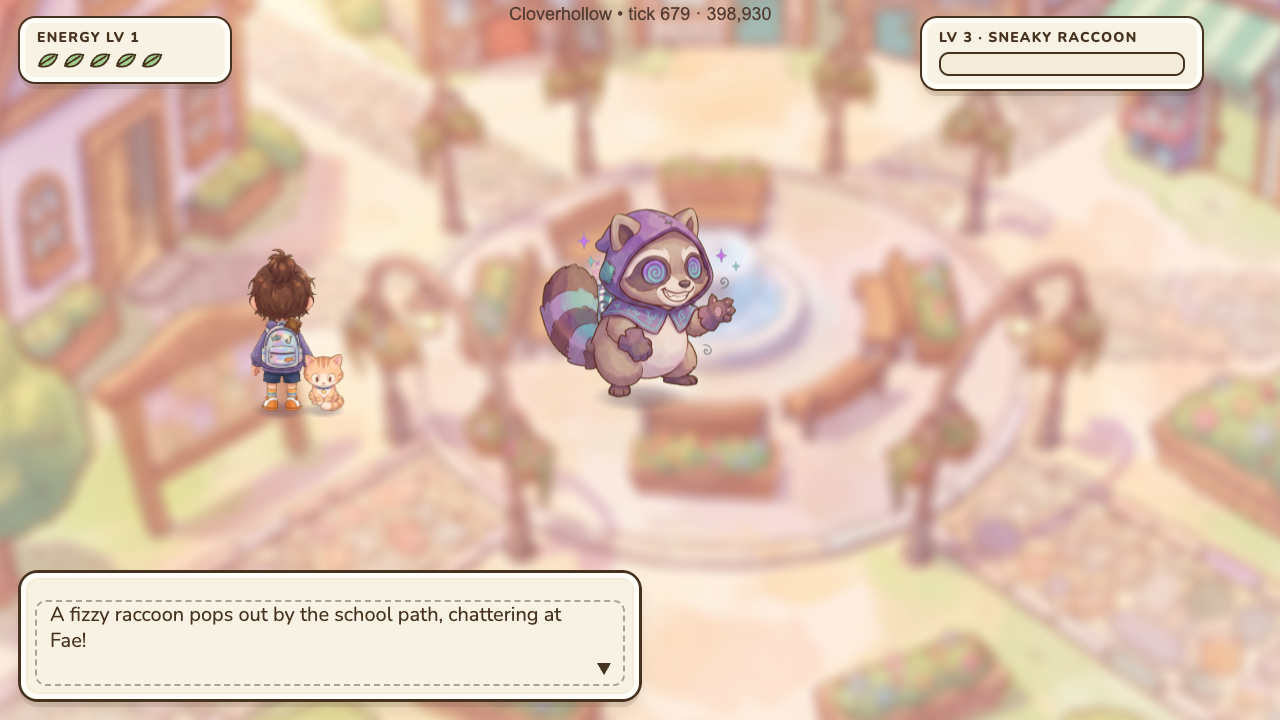 Cloverhollow • tick 679 · 398,930
ENERGY LV 1
LV 3 · SNEAKY RACCOON
A fizzy raccoon pops out by the school path, chattering at
Fae!